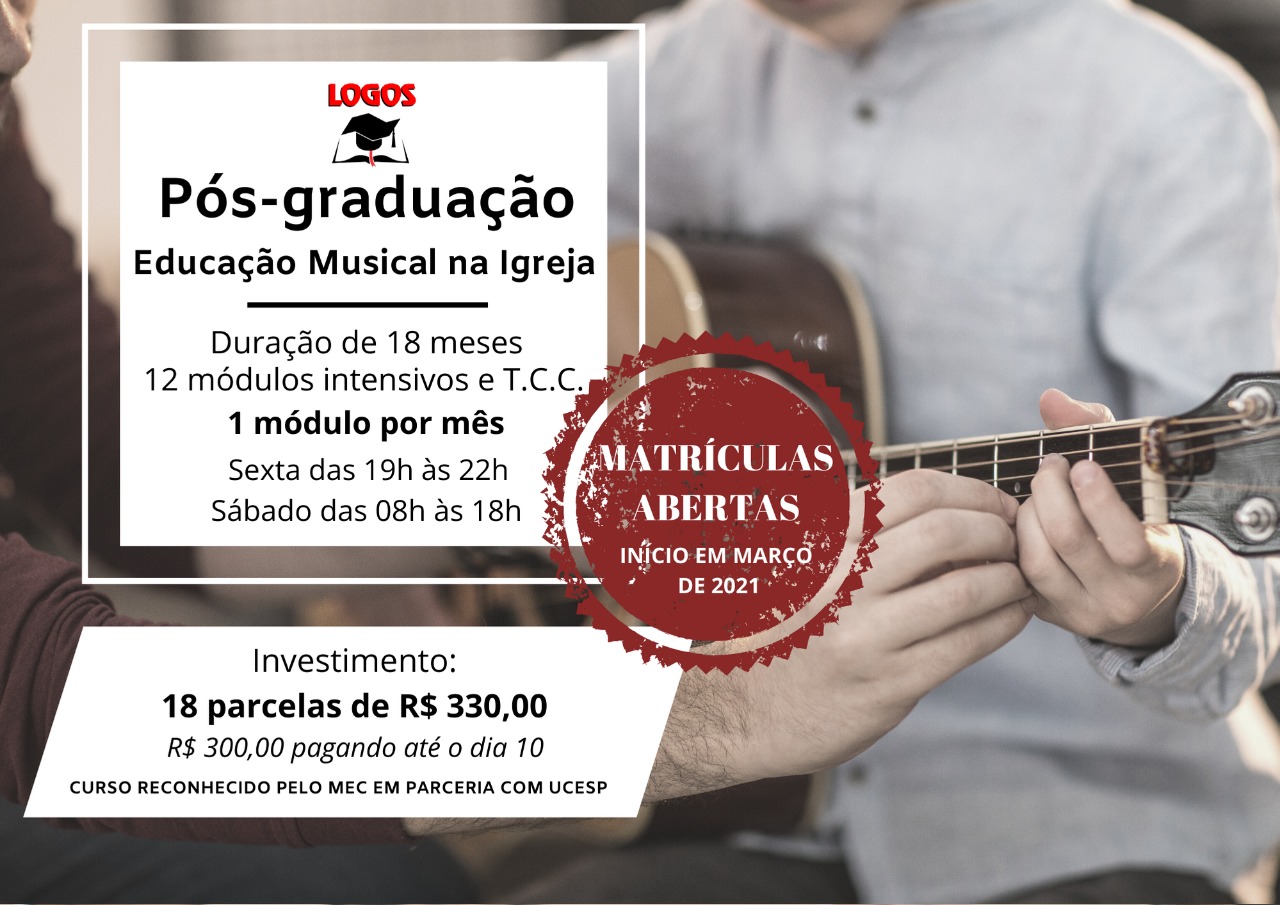 LOGOS
Pós-graduação
Educação Musical na Igreja
Duração de 18 meses
12 módulos intensivos e T.C.C.
1 módulo por mês
Sexta das 19h às 22h
Sábado das 08h às 18h
MATRÍCULAS
ABERTAS
INÍCIO EM MARÇO
DE 2021
Investimento:
18 parcelas de R$ 330,00
R$ 300,00 pagando até o dia 10
CURSO RECONHECIDO PELO MEC EM PARCERIA COM UCESP